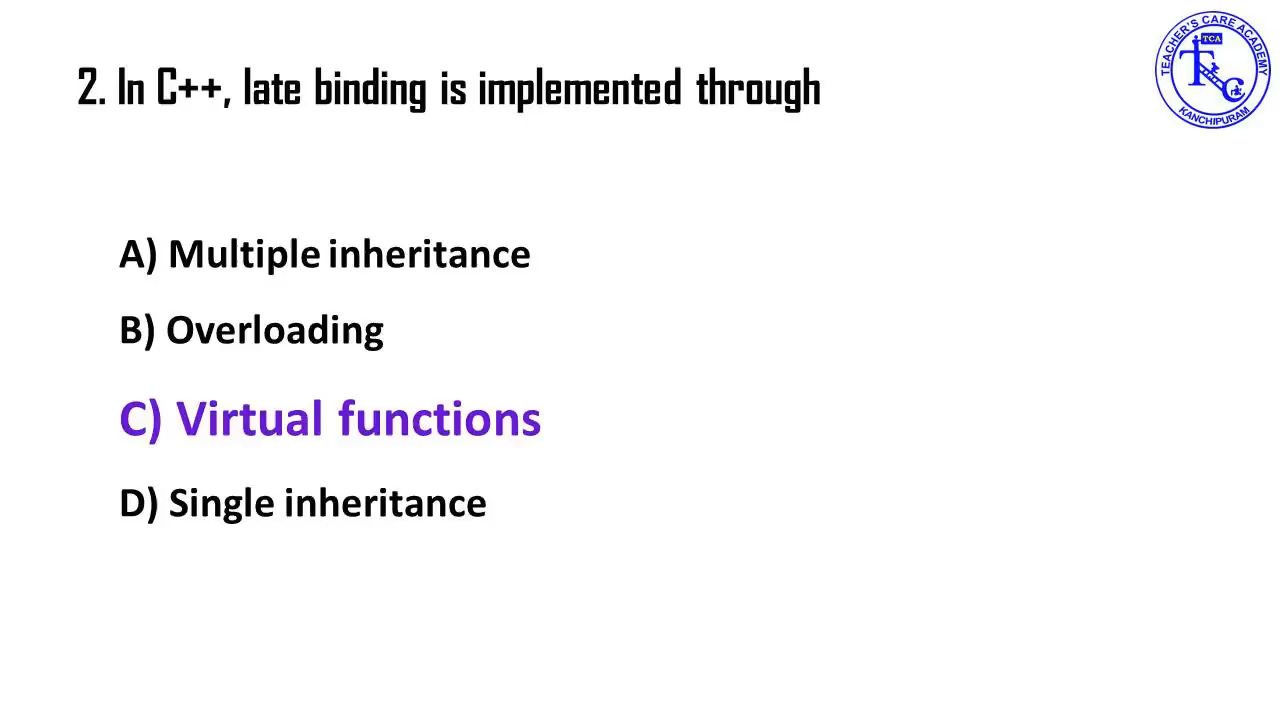 2. In C++, late binding is implemented through
TEACHER'S CARE ACADEMY
TCA
KANCHIPURAM
A) Multiple inheritance
B) Overloading
C) Virtual functions
D) Single inheritance